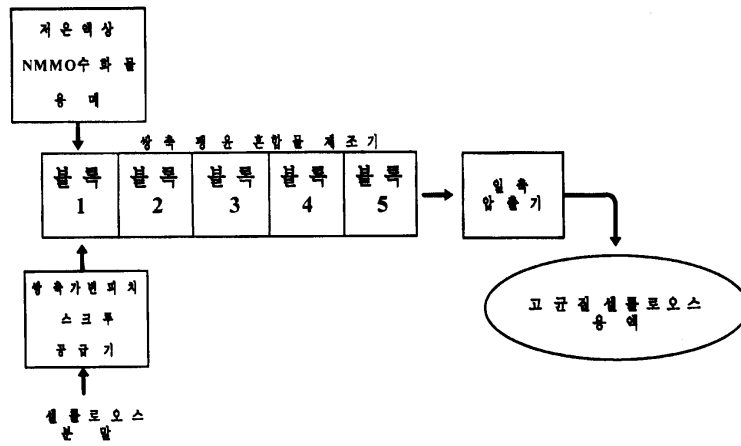 저온액상
NMMO수화물
용매
쌍축 팽윤 혼합물 제조기
블록 블록 블록 블록 블록
1 2 3 4 5
일축
압출기
쌍축가변피치
스크루
공급기
고균질셀룰로오스
용액
셀룰로오스
분말